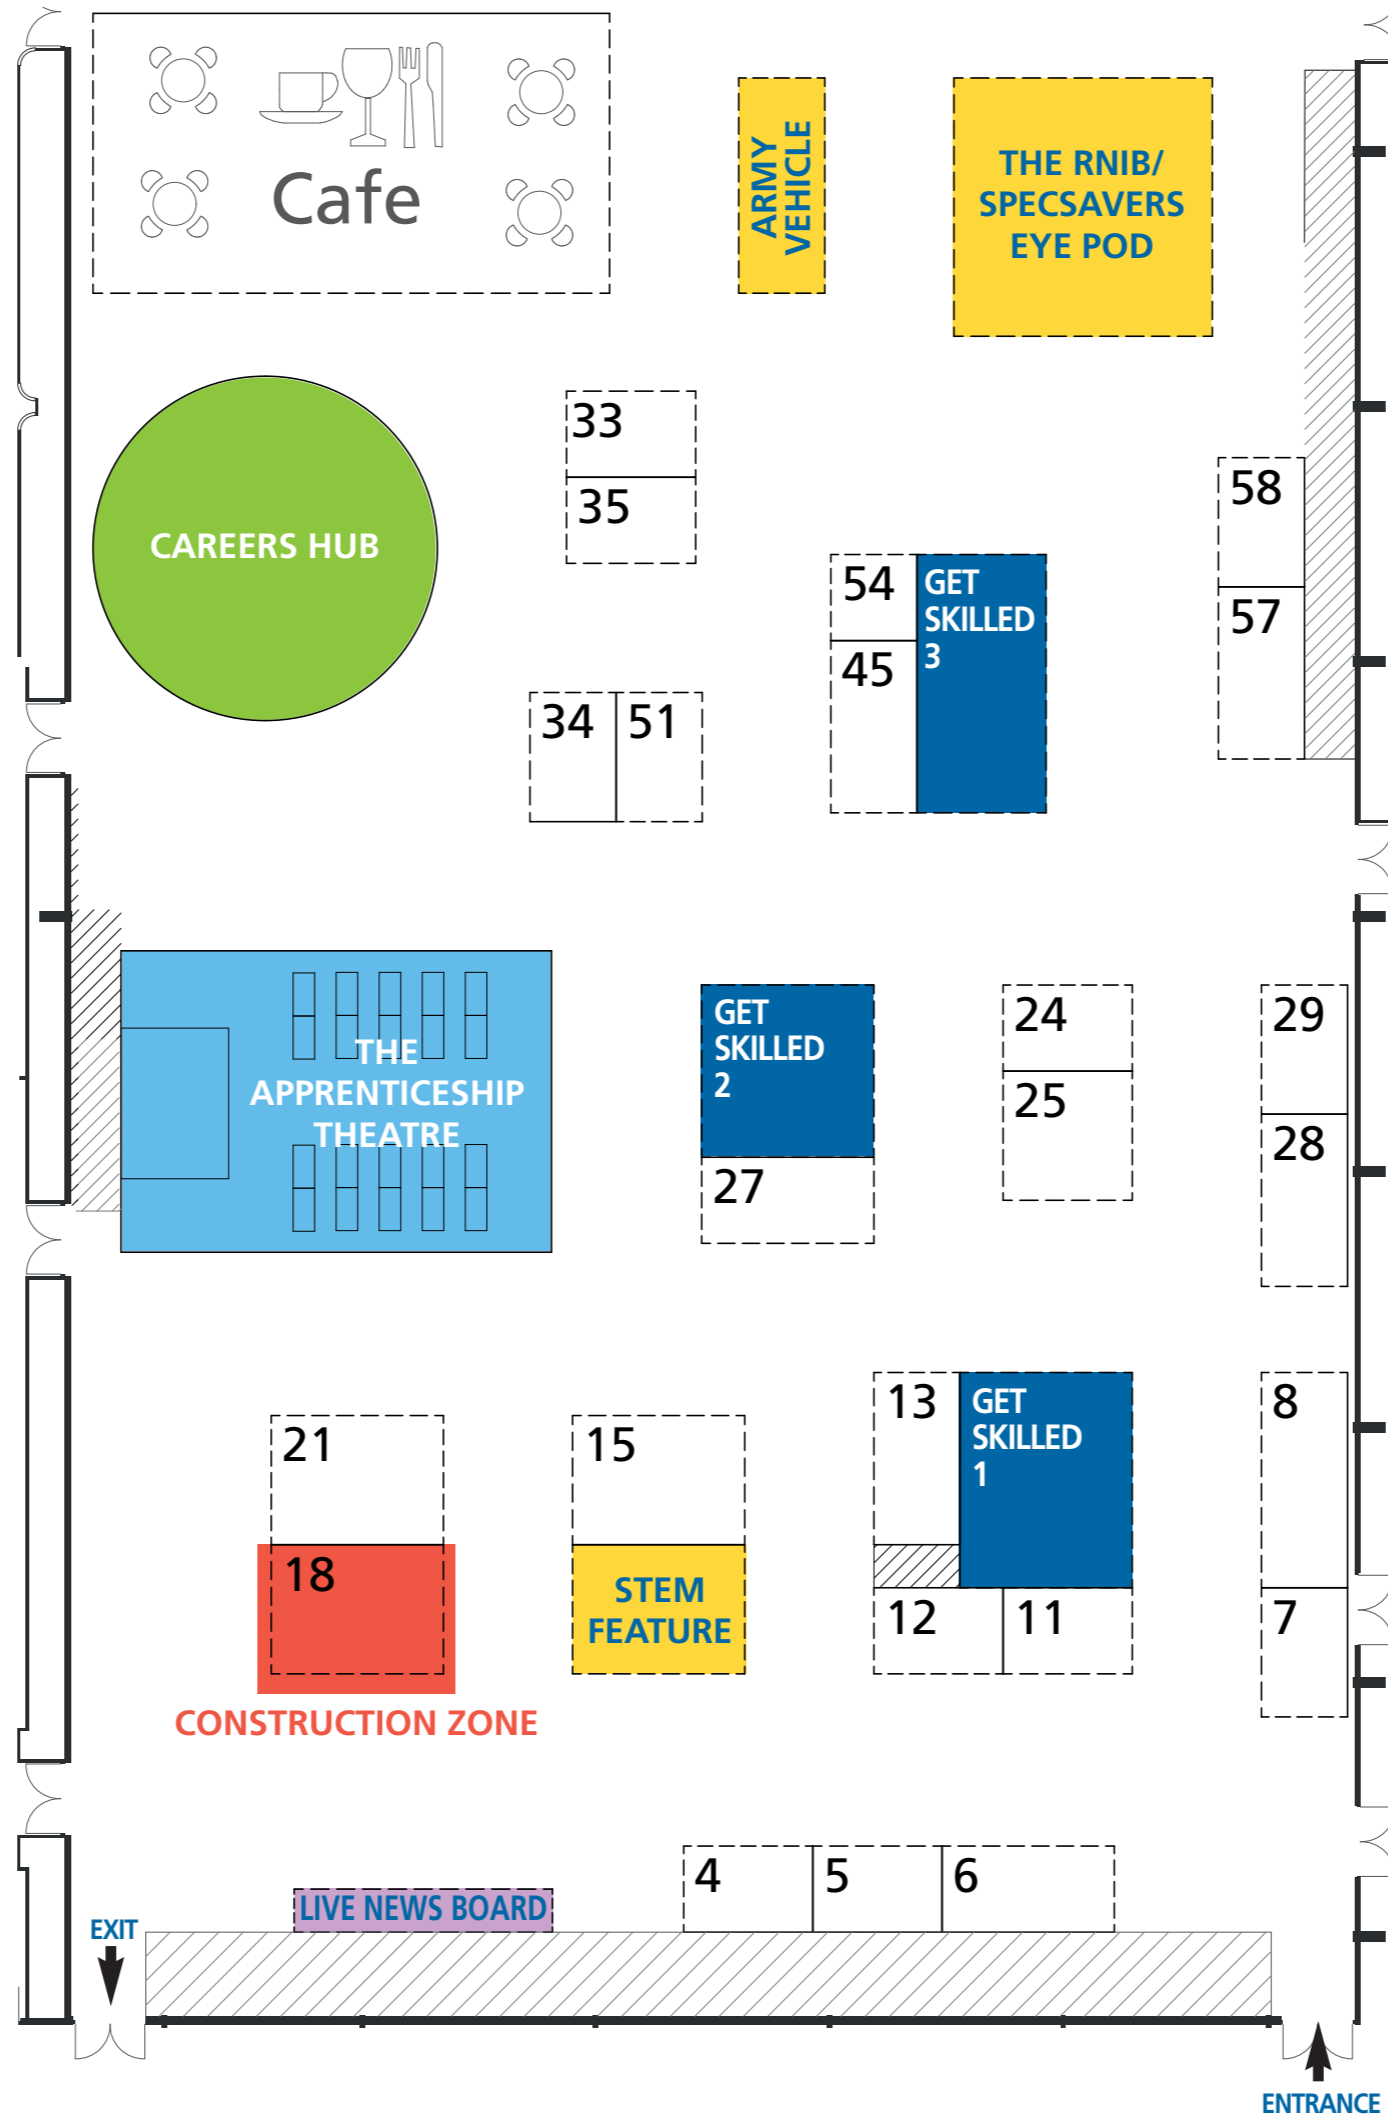 Cafe
ARMY
VEHICLE
THE RNIB/
SPECSAVERS
EYE POD
CAREERS HUB
33
35
58
57
54
45
GET
SKILLED
3
34
51
THE
APPRENTICESHIP
THEATRE
GET
SKILLED
2
27
24
25
29
28
21
18
CONSTRUCTION ZONE
15
STEM
FEATURE
13
GET
SKILLED
1
12
11
8
7
LIVE NEWS BOARD
4
5
6
EXIT
ENTRANCE